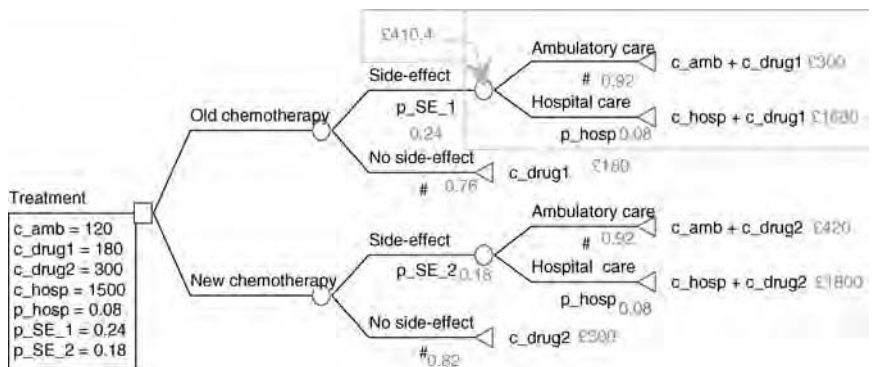 £410.4
Ambulatory care
c_amb + c_drug1 £300
# 0.92
Side-effect
p_SE_1
0.24
Hospital care
c_hosp + c_drug1 £1680
p_hosp 0.08
Old chemotherapy
No side-effect
# 0.76
c_drug1 £180
Treatment
c_amb = 120
c_drug1 = 180
c_drug2 = 300
c_hosp = 1500
p_hosp = 0.08
p_SE_1 = 0.24
p_SE_2 = 0.18
Ambulatory care
c_amb + c_drug2 £420
# 0.92
Side-effect
p_SE_2 0.18
Hospital care
c_hosp + c_drug2 £1800
p_hosp 0.08
New chemotherapy
No side-effect
# 0.82
c_drug2 £300